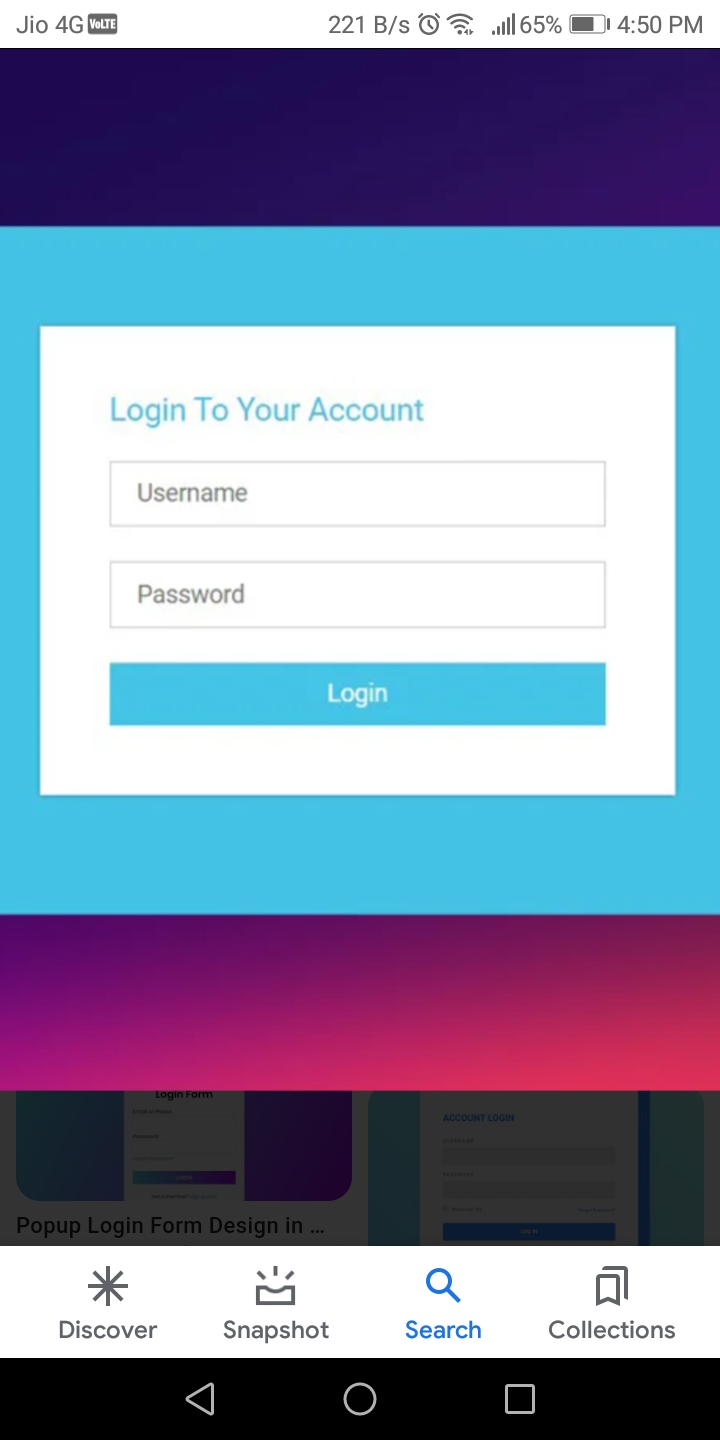 Jio 4G VoLTE 221 B/s 65% 4:50 PM
Login To Your Account
Username
Password
Login
Login Form
Email or Phone
Password
ACCOUNT LOGIN
USERNAME
PASSWORD
LOG IN
Popup Login Form Design in ...
Discover Snapshot Search Collections